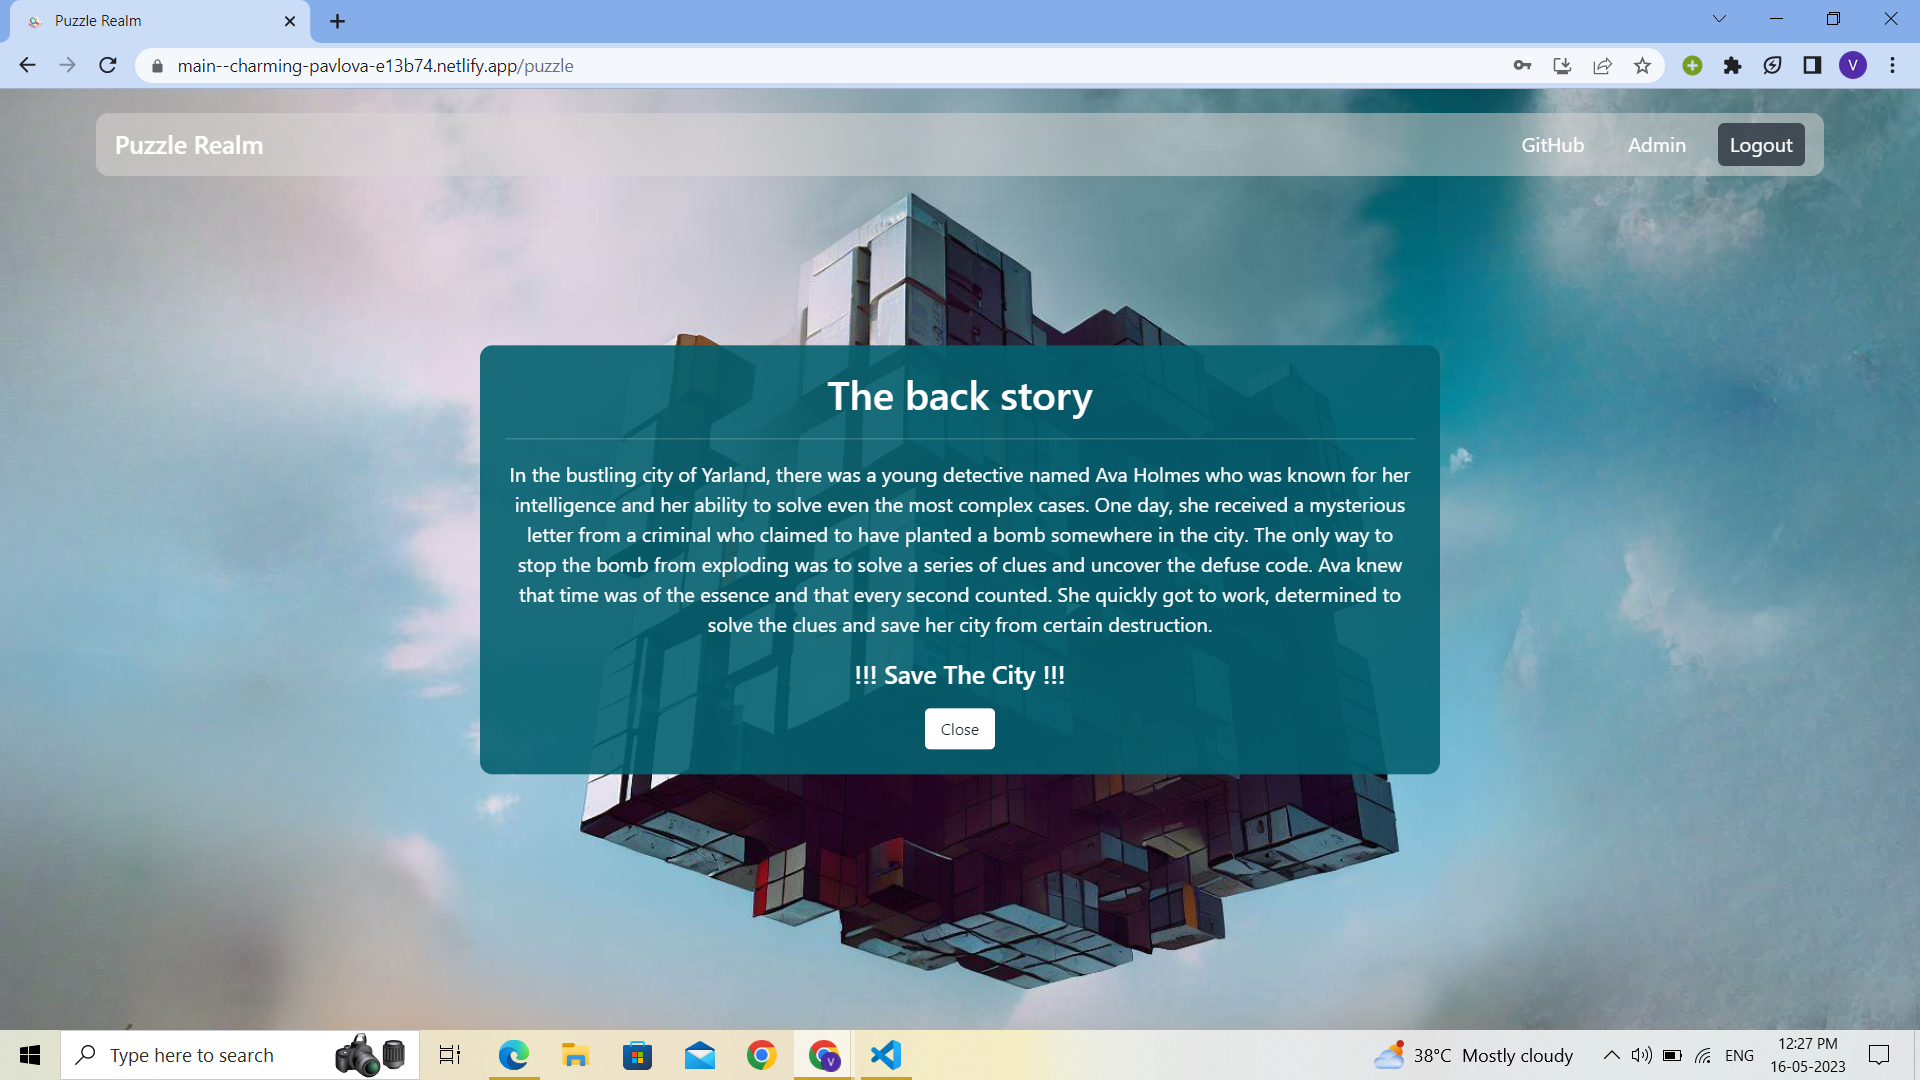 Puzzle Realm
main--charming-pavlova-e13b74.netlify.app/puzzle
V
Puzzle Realm
GitHub
Admin
Logout
The back story
In the bustling city of Yarland, there was a young detective named Ava Holmes who was known for her
intelligence and her ability to solve even the most complex cases. One day, she received a mysterious
letter from a criminal who claimed to have planted a bomb somewhere in the city. The only way to
stop the bomb from exploding was to solve a series of clues and uncover the defuse code. Ava knew
that time was of the essence and that every second counted. She quickly got to work, determined to
solve the clues and save her city from certain destruction.
!!! Save The City !!!
Close
Type here to search
V
38°C Mostly cloudy
ENG
12:27 PM
16-05-2023